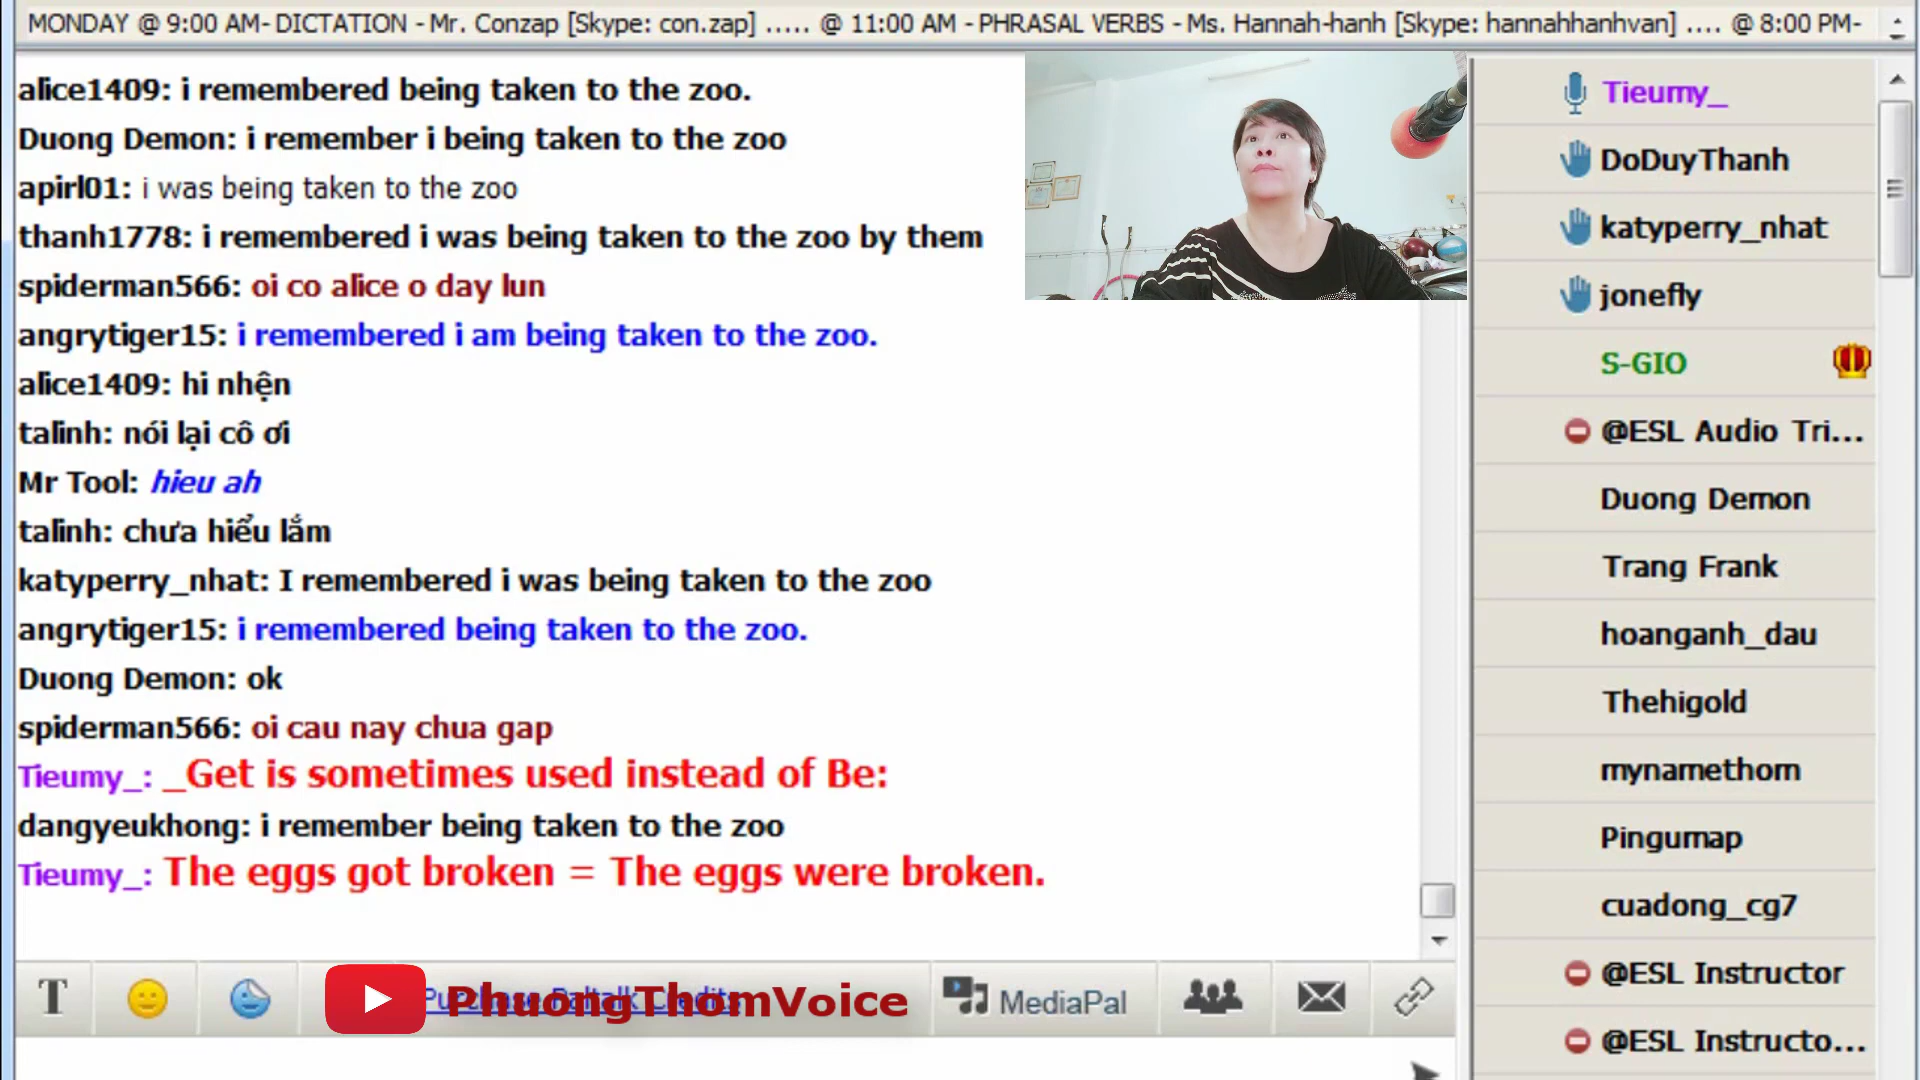 MONDAY @ 9:00 AM- DICTATION - Mr. Conzap [Skype: con.zap] ..... @ 11:00 AM - PHRASAL VERBS - Ms. Hannah-hanh [Skype: hannahhanhvan] .... @ 8:00 PM-
alice1409: i remembered being taken to the zoo.
Duong Demon: i remember i being taken to the zoo
apirl01: i was being taken to the zoo
thanh1778: i remembered i was being taken to the zoo by them
spiderman566: oi co alice o day lun
angrytiger15: i remembered i am being taken to the zoo.
alice1409: hi nhện
talinh: nói lại cô ơi
Mr Tool: hieu ah
talinh: chưa hiểu lắm
katyperry_nhat: I remembered i was being taken to the zoo
angrytiger15: i remembered being taken to the zoo.
Duong Demon: ok
spiderman566: oi cau nay chua gap
Tieumy_: _Get is sometimes used instead of Be:
dangyeukhong: i remember being taken to the zoo
Tieumy_: The eggs got broken = The eggs were broken.
T
Purchase Paltalk Credits
PhuongThomVoice
MediaPal
Tieumy_
DoDuyThanh
katyperry_nhat
jonefly
S-GIO
@ESL Audio Tri...
Duong Demon
Trang Frank
hoanganh_dau
Thehigold
mynamethom
Pingumap
cuadong_cg7
@ESL Instructor
@ESL Instructo...